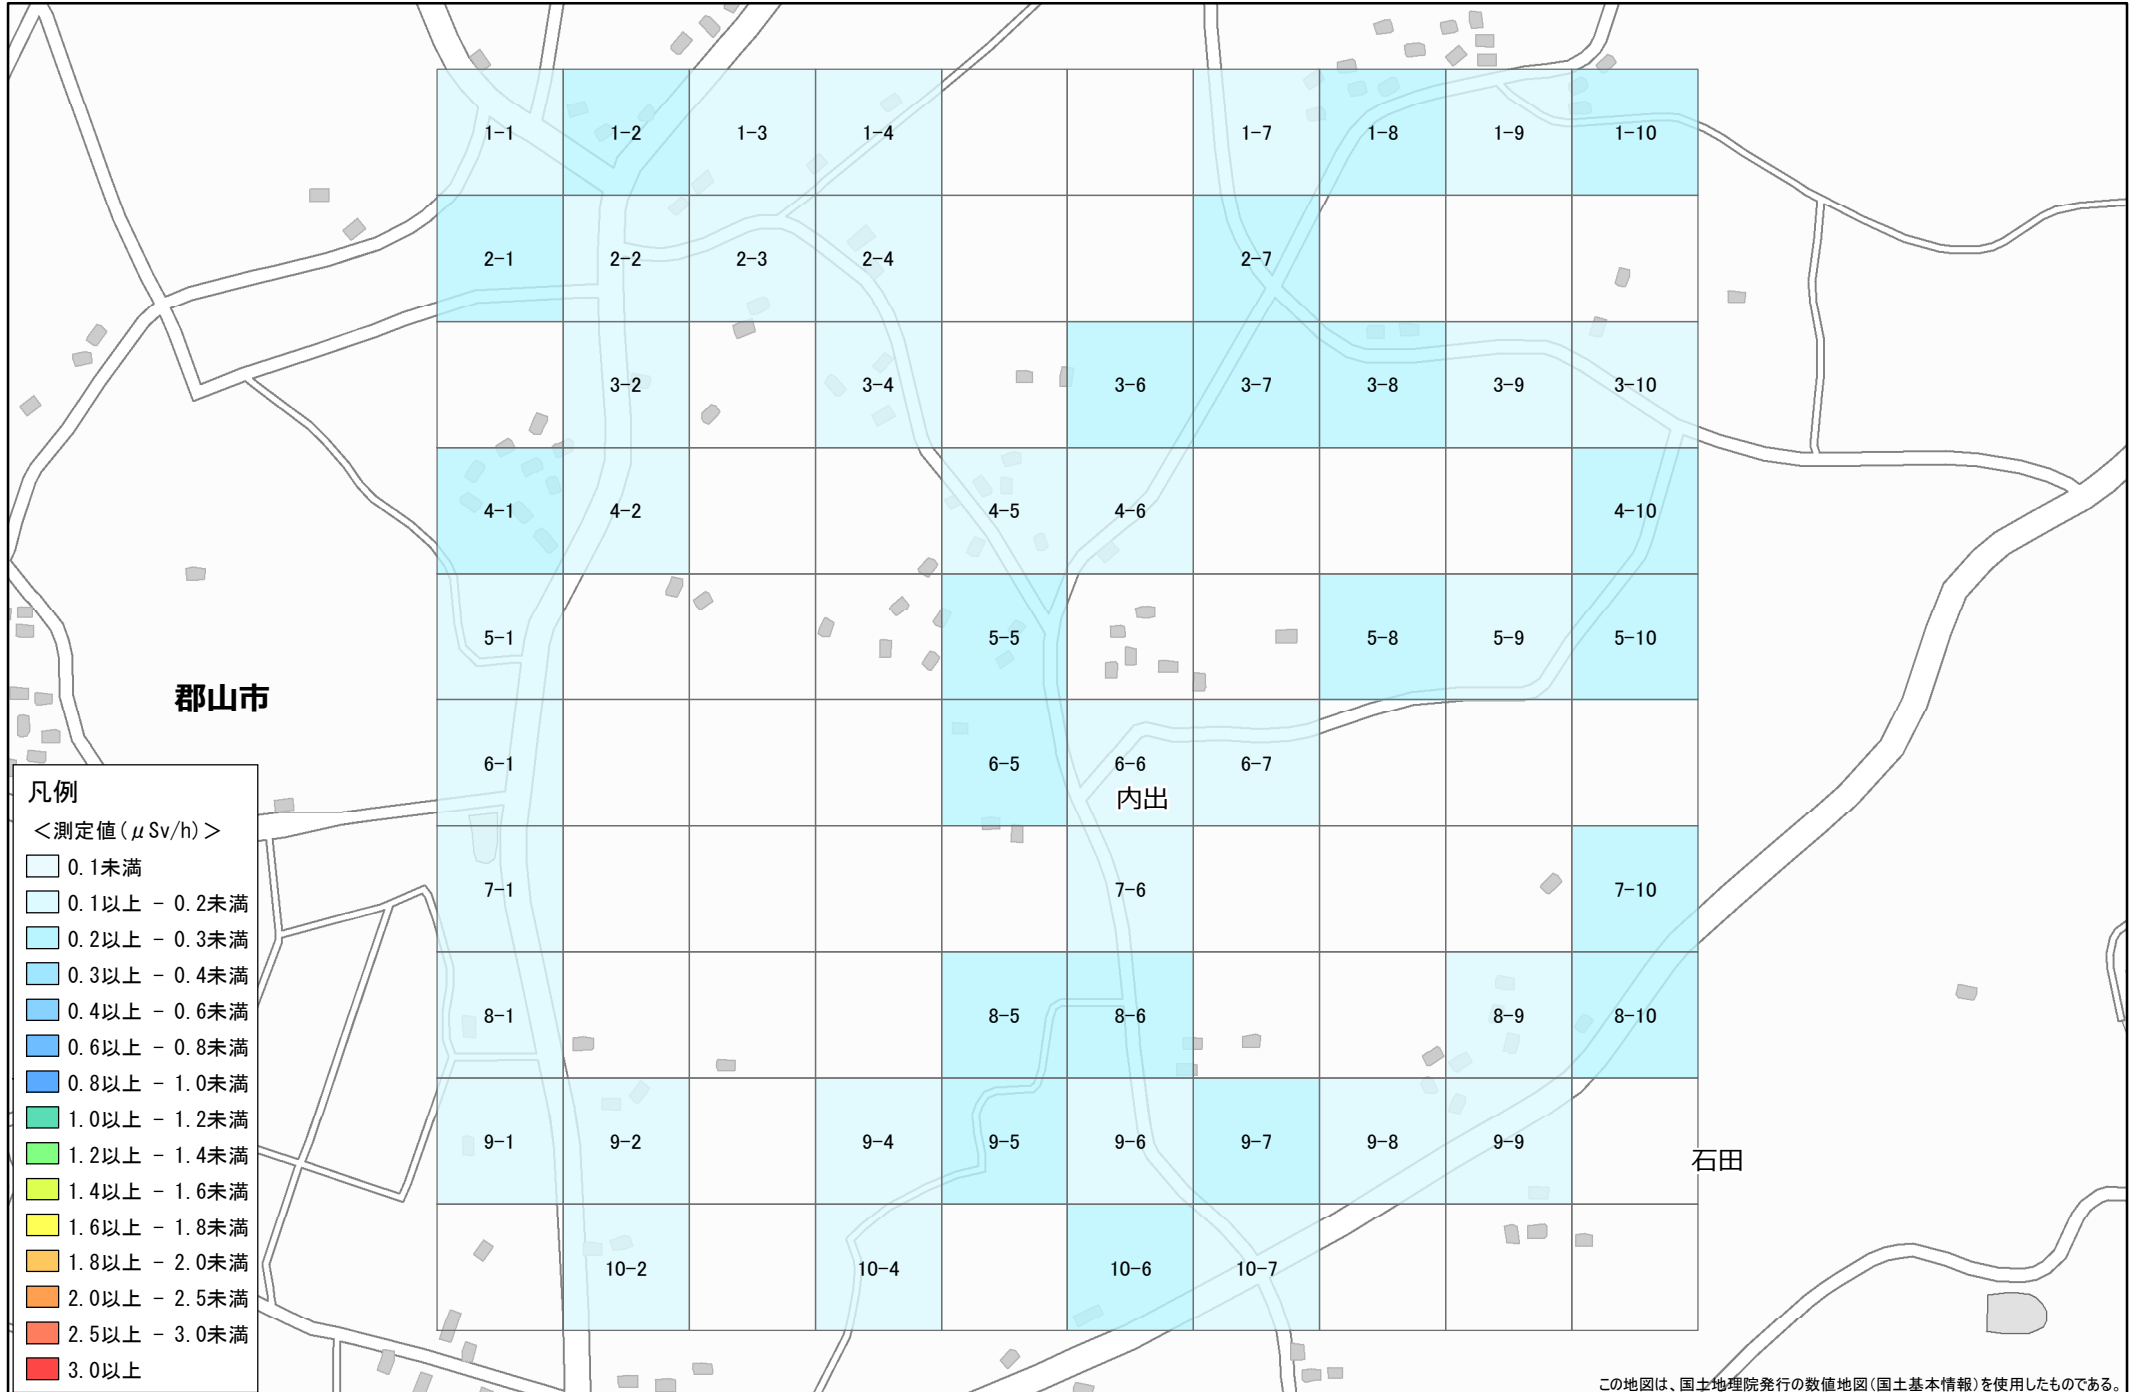 1-1 1-2 1-3 1-4 1-7 1-8 1-9 1-10
2-1 2-2 2-3 2-4 2-7
3-2 3-4 3-6 3-7 3-8 3-9 3-10
4-1 4-2 4-5 4-6 4-10
5-1 5-5 5-8 5-9 5-10
郡山市
6-1 6-5 6-6 6-7
内出
7-1 7-6 7-10
8-1 8-5 8-6 8-9 8-10
9-1 9-2 9-4 9-5 9-6 9-7 9-8 9-9
石田
10-2 10-4 10-6 10-7
凡例
＜測定値(μSv/h)＞
0.1未満
0.1以上 - 0.2未満
0.2以上 - 0.3未満
0.3以上 - 0.4未満
0.4以上 - 0.6未満
0.6以上 - 0.8未満
0.8以上 - 1.0未満
1.0以上 - 1.2未満
1.2以上 - 1.4未満
1.4以上 - 1.6未満
1.6以上 - 1.8未満
1.8以上 - 2.0未満
2.0以上 - 2.5未満
2.5以上 - 3.0未満
3.0以上
この地図は、国土地理院発行の数値地図(国土基本情報)を使用したものである。